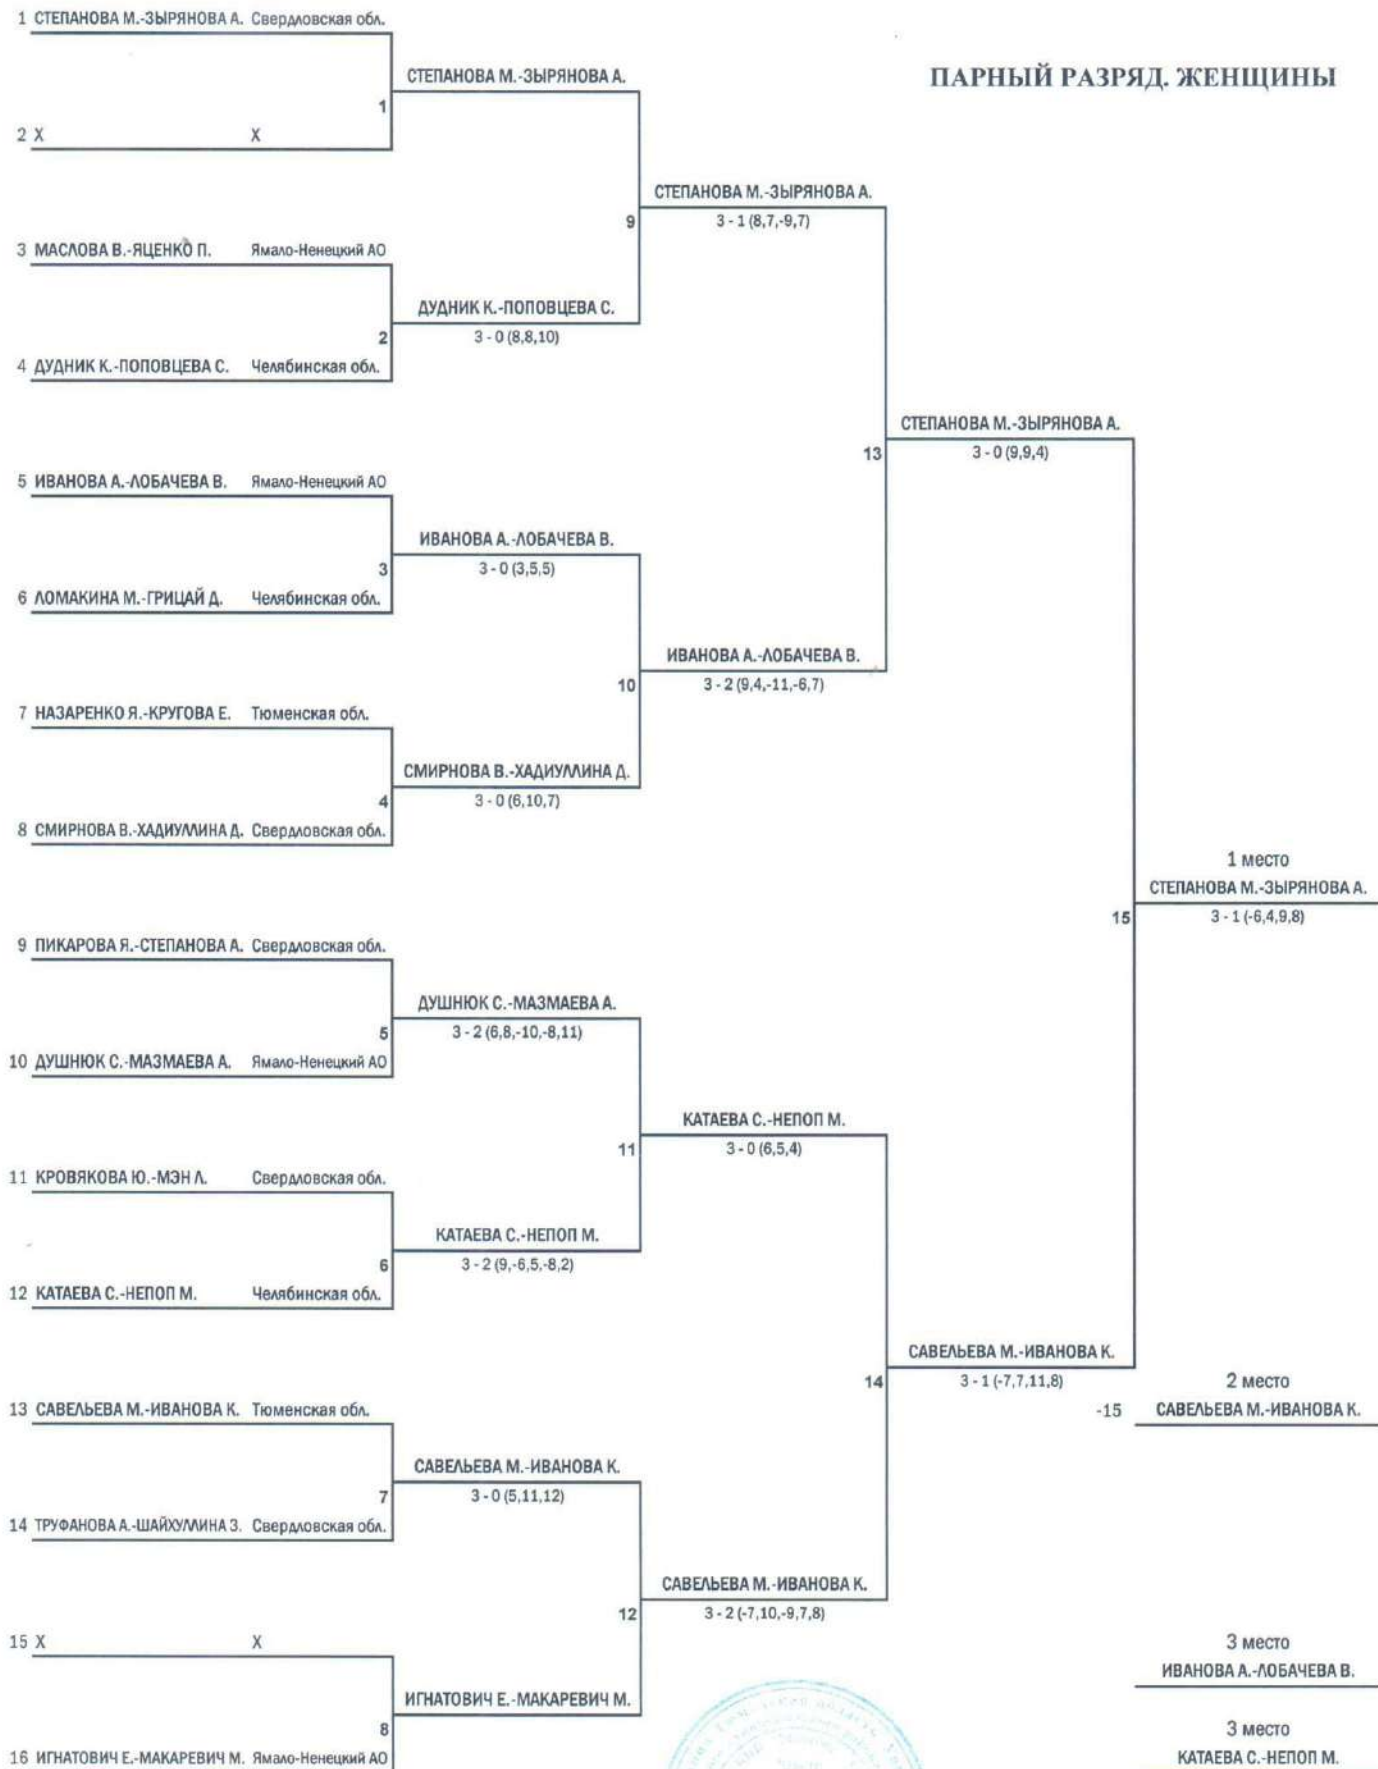 1 СТЕПАНОВА М.-ЗЫРЯНОВА А. Свердловская обл.
СТЕПАНОВА М.-ЗЫРЯНОВА А.
ПАРНЫЙ РАЗРЯД. ЖЕНЩИНЫ
1
2 X X
СТЕПАНОВА М.-ЗЫРЯНОВА А.
9
3 - 1 (8,7,-9,7)
3 МАСЛОВА В.-ЯЦЕНКО П. Ямало-Ненецкий АО
ДУДНИК К.-ПОПОВЦЕВА С.
2
3 - 0 (8,8,10)
4 ДУДНИК К.-ПОПОВЦЕВА С. Челябинская обл.
СТЕПАНОВА М.-ЗЫРЯНОВА А.
13
3 - 0 (9,9,4)
5 ИВАНОВА А.-ЛОБАЧЕВА В. Ямало-Ненецкий АО
ИВАНОВА А.-ЛОБАЧЕВА В.
3
3 - 0 (3,5,5)
6 ЛОМАКИНА М.-ГРИЦАЙ Д. Челябинская обл.
ИВАНОВА А.-ЛОБАЧЕВА В.
10
3 - 2 (9,4,-11,-6,7)
7 НАЗАРЕНКО Я.-КРУГОВА Е. Тюменская обл.
СМИРНОВА В.-ХАДИУЛЛИНА Д.
4
3 - 0 (6,10,7)
8 СМИРНОВА В.-ХАДИУЛЛИНА Д. Свердловская обл.
1 место
СТЕПАНОВА М.-ЗЫРЯНОВА А.
15
3 - 1 (-6,4,9,8)
9 ПИКАРОВА Я.-СТЕПАНОВА А. Свердловская обл.
ДУШНЮК С.-МАЗМАЕВА А.
5
3 - 2 (6,8,-10,-8,11)
10 ДУШНЮК С.-МАЗМАЕВА А. Ямало-Ненецкий АО
КАТАЕВА С.-НЕПОП М.
11
3 - 0 (6,5,4)
11 КРОВЯКОВА Ю.-МЭН Л. Свердловская обл.
КАТАЕВА С.-НЕПОП М.
6
3 - 2 (9,-6,5,-8,2)
12 КАТАЕВА С.-НЕПОП М. Челябинская обл.
САВЕЛЬЕВА М.-ИВАНОВА К.
14
3 - 1 (-7,7,11,8)
2 место
13 САВЕЛЬЕВА М.-ИВАНОВА К. Тюменская обл.
-15 САВЕЛЬЕВА М.-ИВАНОВА К.
САВЕЛЬЕВА М.-ИВАНОВА К.
7
3 - 0 (5,11,12)
14 ТРУФАНОВА А.-ШАЙХУЛЛИНА З. Свердловская обл.
САВЕЛЬЕВА М.-ИВАНОВА К.
12
3 - 2 (-7,10,-9,7,8)
15 X X
3 место
ИВАНОВА А.-ЛОБАЧЕВА В.
ИГНАТОВИЧ Е.-МАКАРЕВИЧ М.
8
3 место
16 ИГНАТОВИЧ Е.-МАКАРЕВИЧ М. Ямало-Ненецкий АО
КАТАЕВА С.-НЕПОП М.